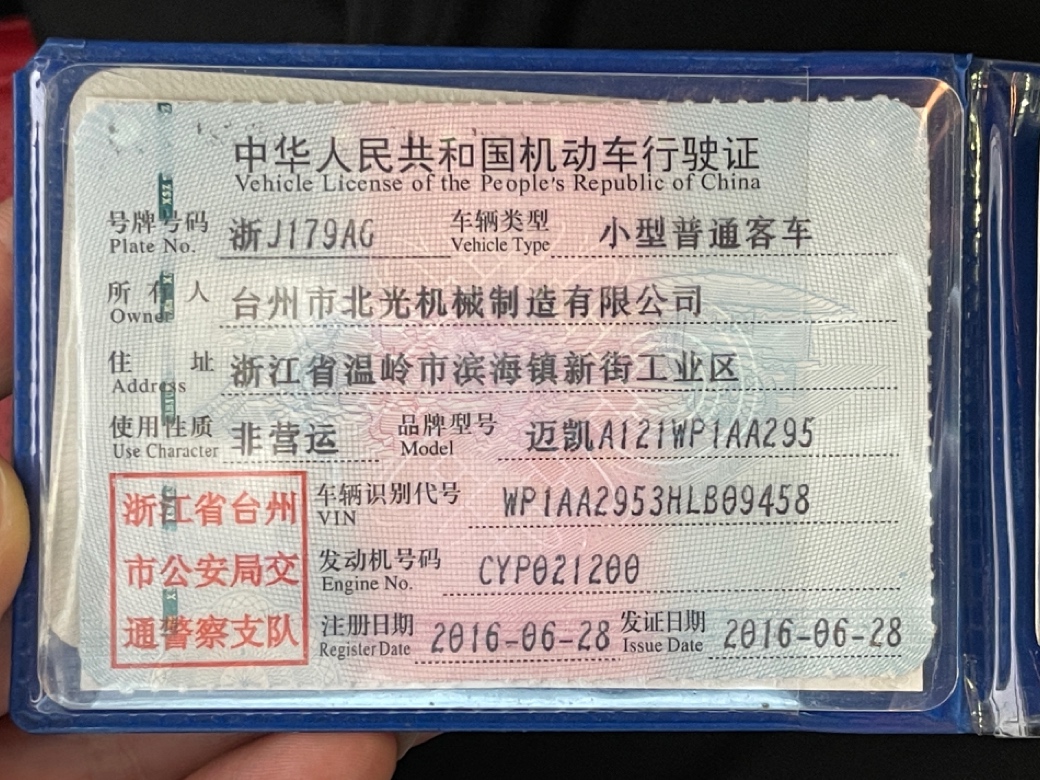 中华人民共和国机动车行驶证
Vehicle License of the People's Republic of China
号牌号码 浙J179AG 车辆类型 小型普通客车
Plate No. Vehicle Type
所有人 台州市北光机械制造有限公司
Owner
住址 浙江省温岭市滨海镇新街工业区
Address
使用性质 非营运 品牌型号 迈凯A121WP1AA295
Use Character Model
浙江省台州
市公安局交
通警察支队
车辆识别代号 WP1AA2953HLB09458
VIN
发动机号码 CYP021200
Engine No.
注册日期 2016-06-28 发证日期 2016-06-28
Register Date Issue Date